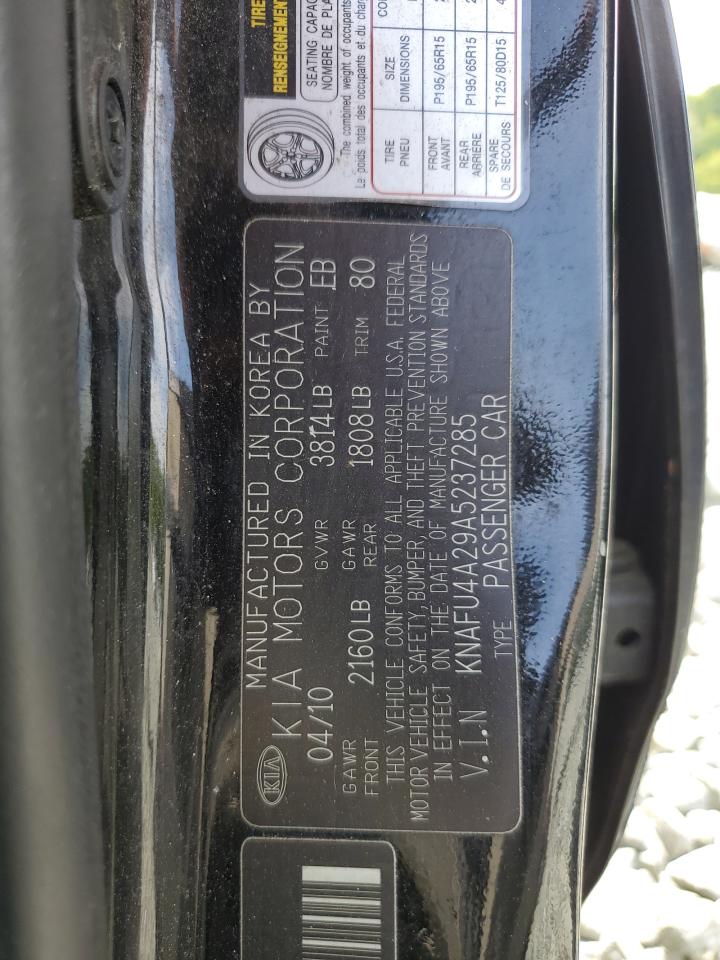 TIRE
RENSEIGNEMENT
SEATING CAPAC
NOMBRE DE PLA
The combined weight of occupants
Le poids total des occupants et du char
TIRE
PNEU
SIZE
DIMENSIONS
FRONT
AVANT
P195/65R15
REAR
ARRIÈRE
P195/65R15
SPARE
DE SECOURS
T125/80D15
MANUFACTURED IN KOREA BY
KIA KIA MOTORS CORPORATION
04/10 GVWR 3814LB PAINT EB
GAWR
FRONT 2160LB GAWR
REAR 1808LB TRIM 80
THIS VEHICLE CONFORMS TO ALL APPLICABLE U.S.A. FEDERAL
MOTOR VEHICLE SAFETY, BUMPER, AND THEFT PREVENTION STANDARDS
IN EFFECT ON THE DATE OF MANUFACTURE SHOWN ABOVE
V.I.N KNAFU4A29A5237285
TYPE PASSENGER CAR